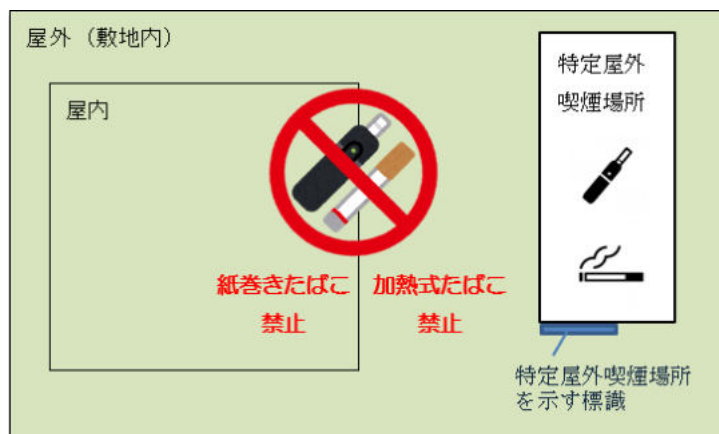 屋外（敷地内）
屋内
特定屋外
喫煙場所
紙巻きたばこ
禁止
加熱式たばこ
禁止
特定屋外喫煙場所
を示す標識